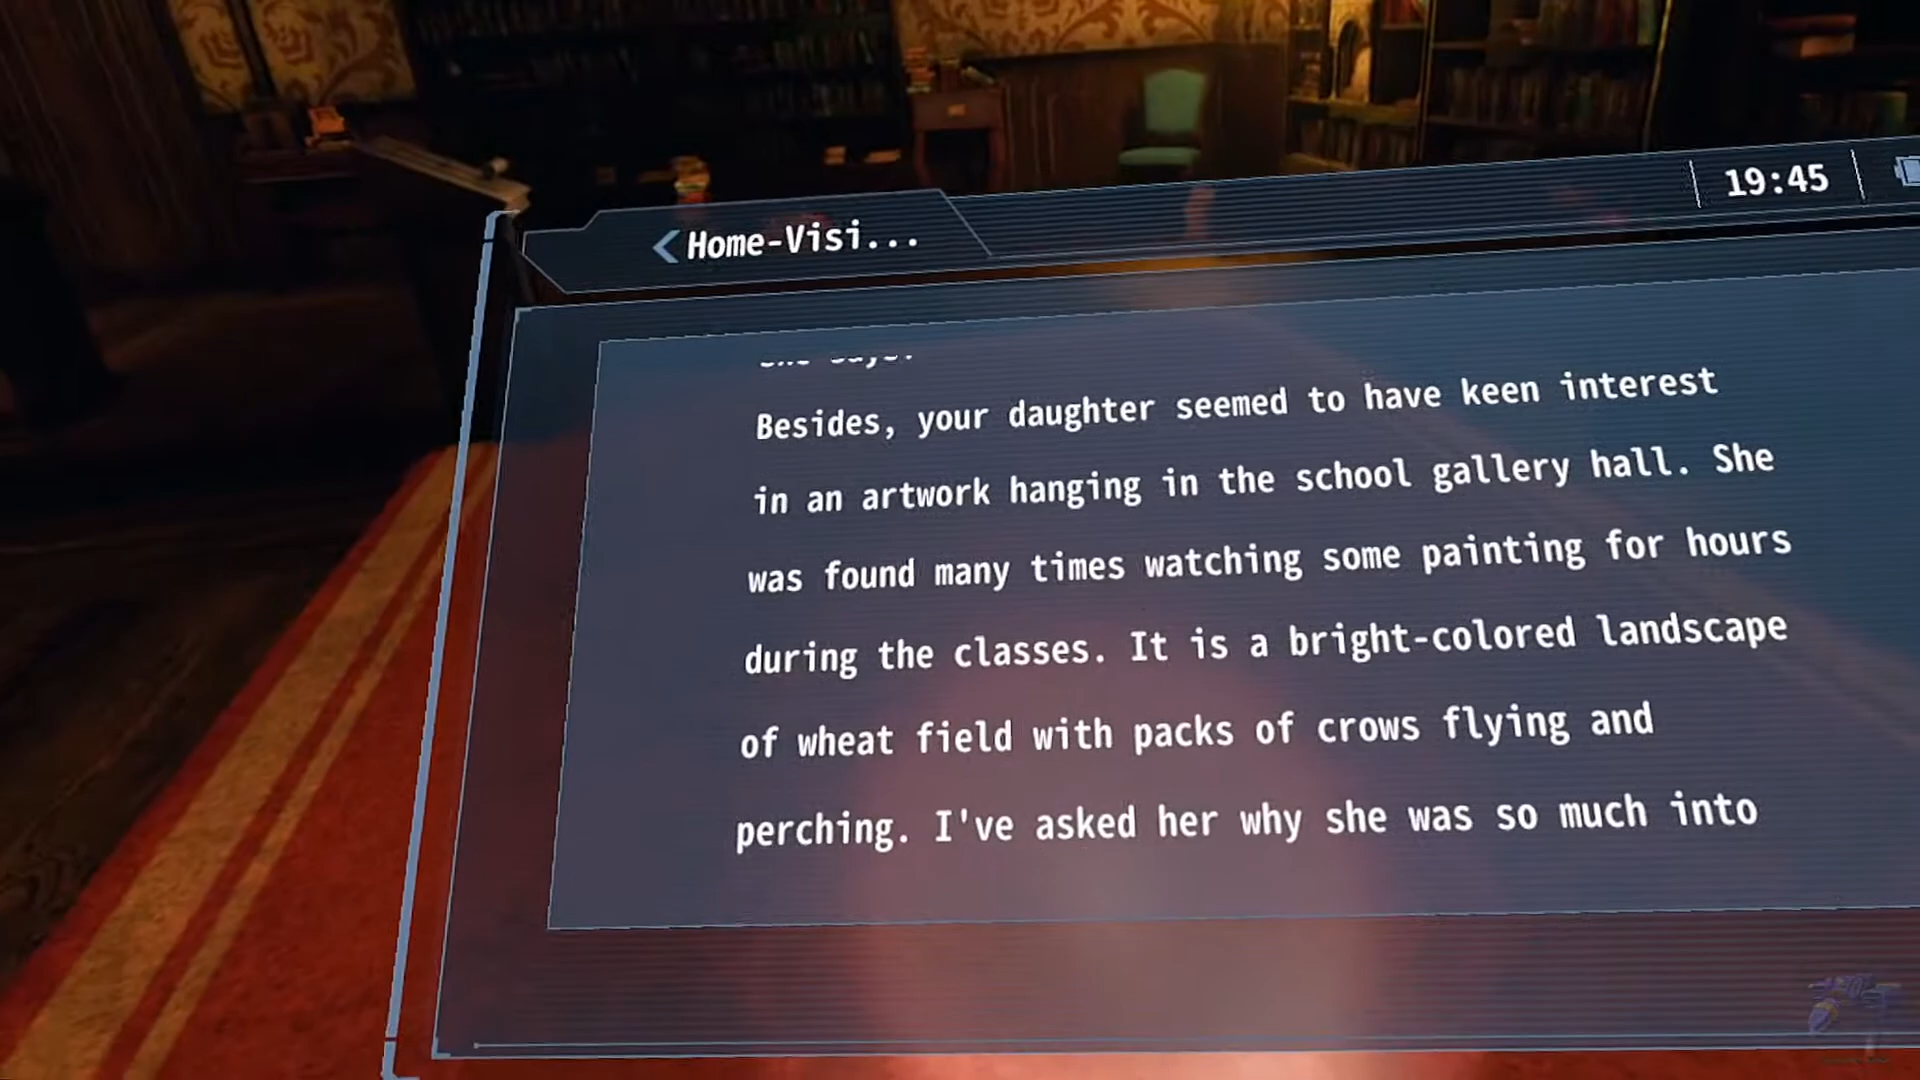 Home-Visi...
19:45
Besides, your daughter seemed to have keen interest
in an artwork hanging in the school gallery hall. She
was found many times watching some painting for hours
during the classes. It is a bright-colored landscape
of wheat field with packs of crows flying and
perching. I've asked her why she was so much into